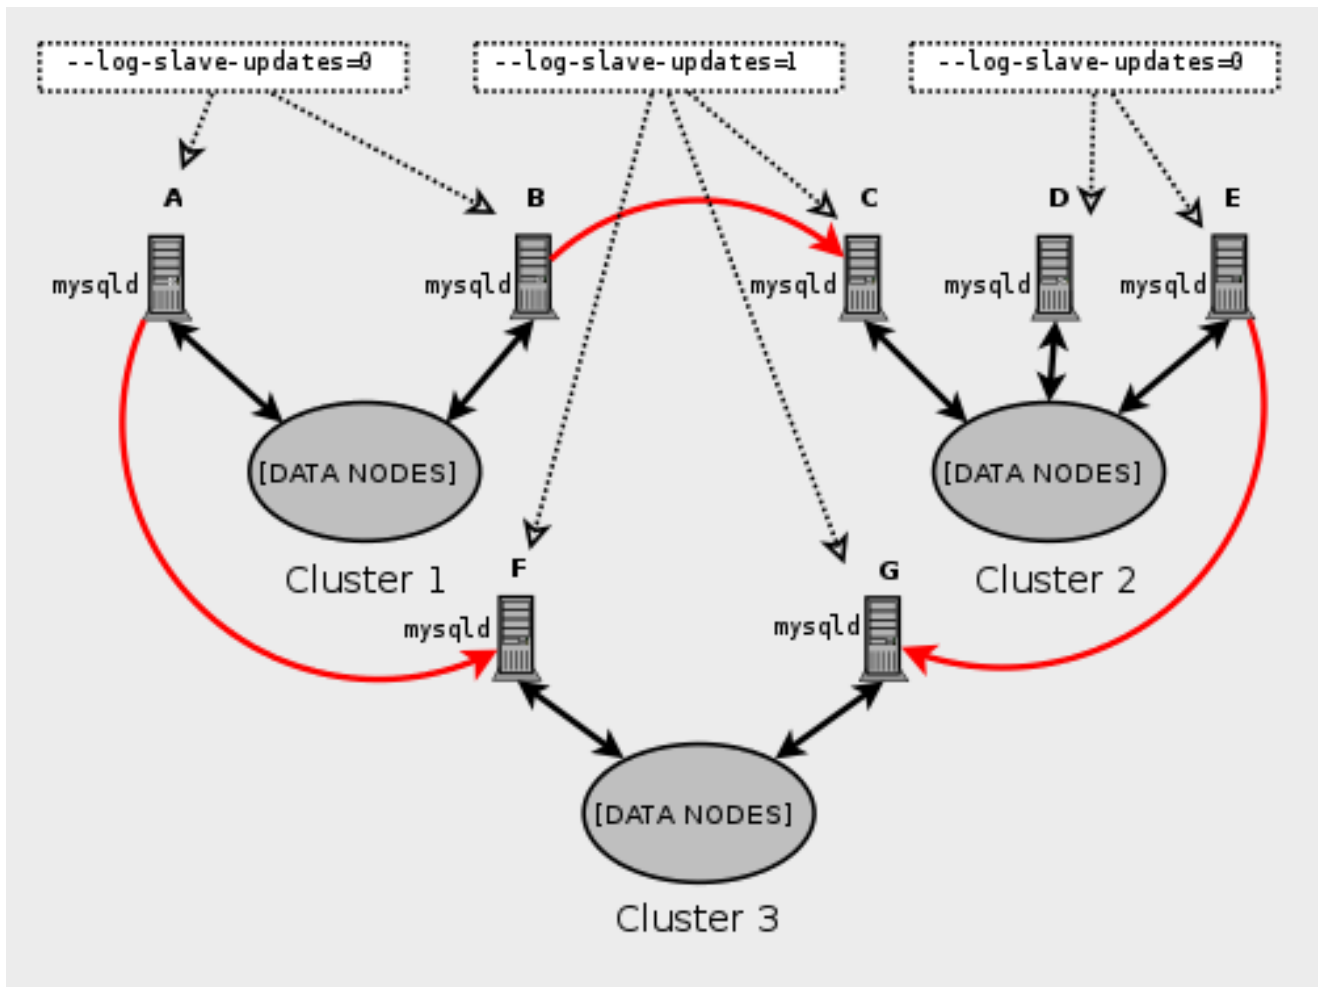 --log-slave-updates=0
--log-slave-updates=1
--log-slave-updates=0
A
B
C
D
E
mysqld
mysqld
mysqld
mysqld
mysqld
[DATA NODES]
[DATA NODES]
Cluster 1
Cluster 2
F
G
mysqld
mysqld
[DATA NODES]
Cluster 3